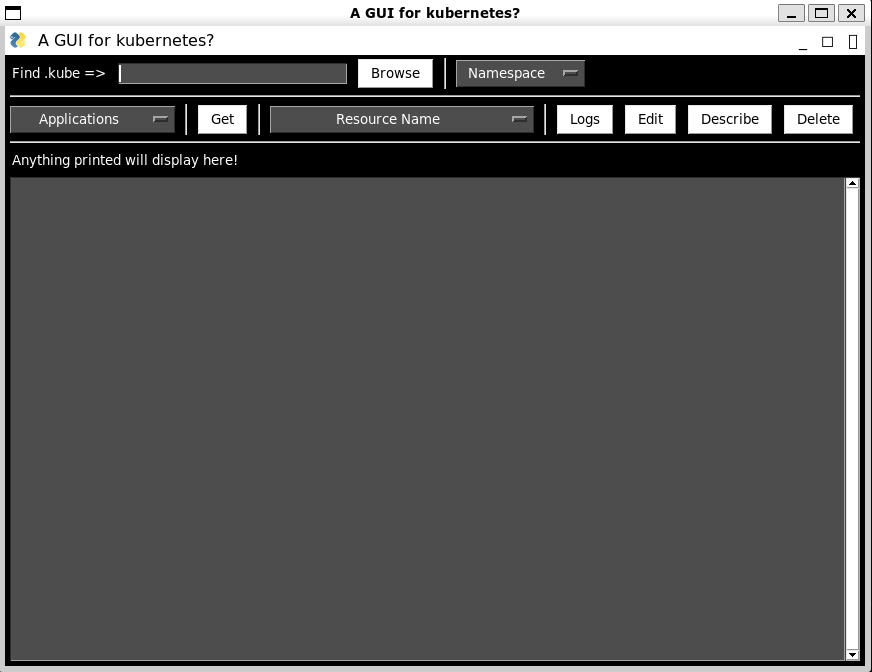 A GUI for kubernetes?
A GUI for kubernetes?
Find .kube => Browse Namespace
Applications Get Resource Name Logs Edit Describe Delete
Anything printed will display here!